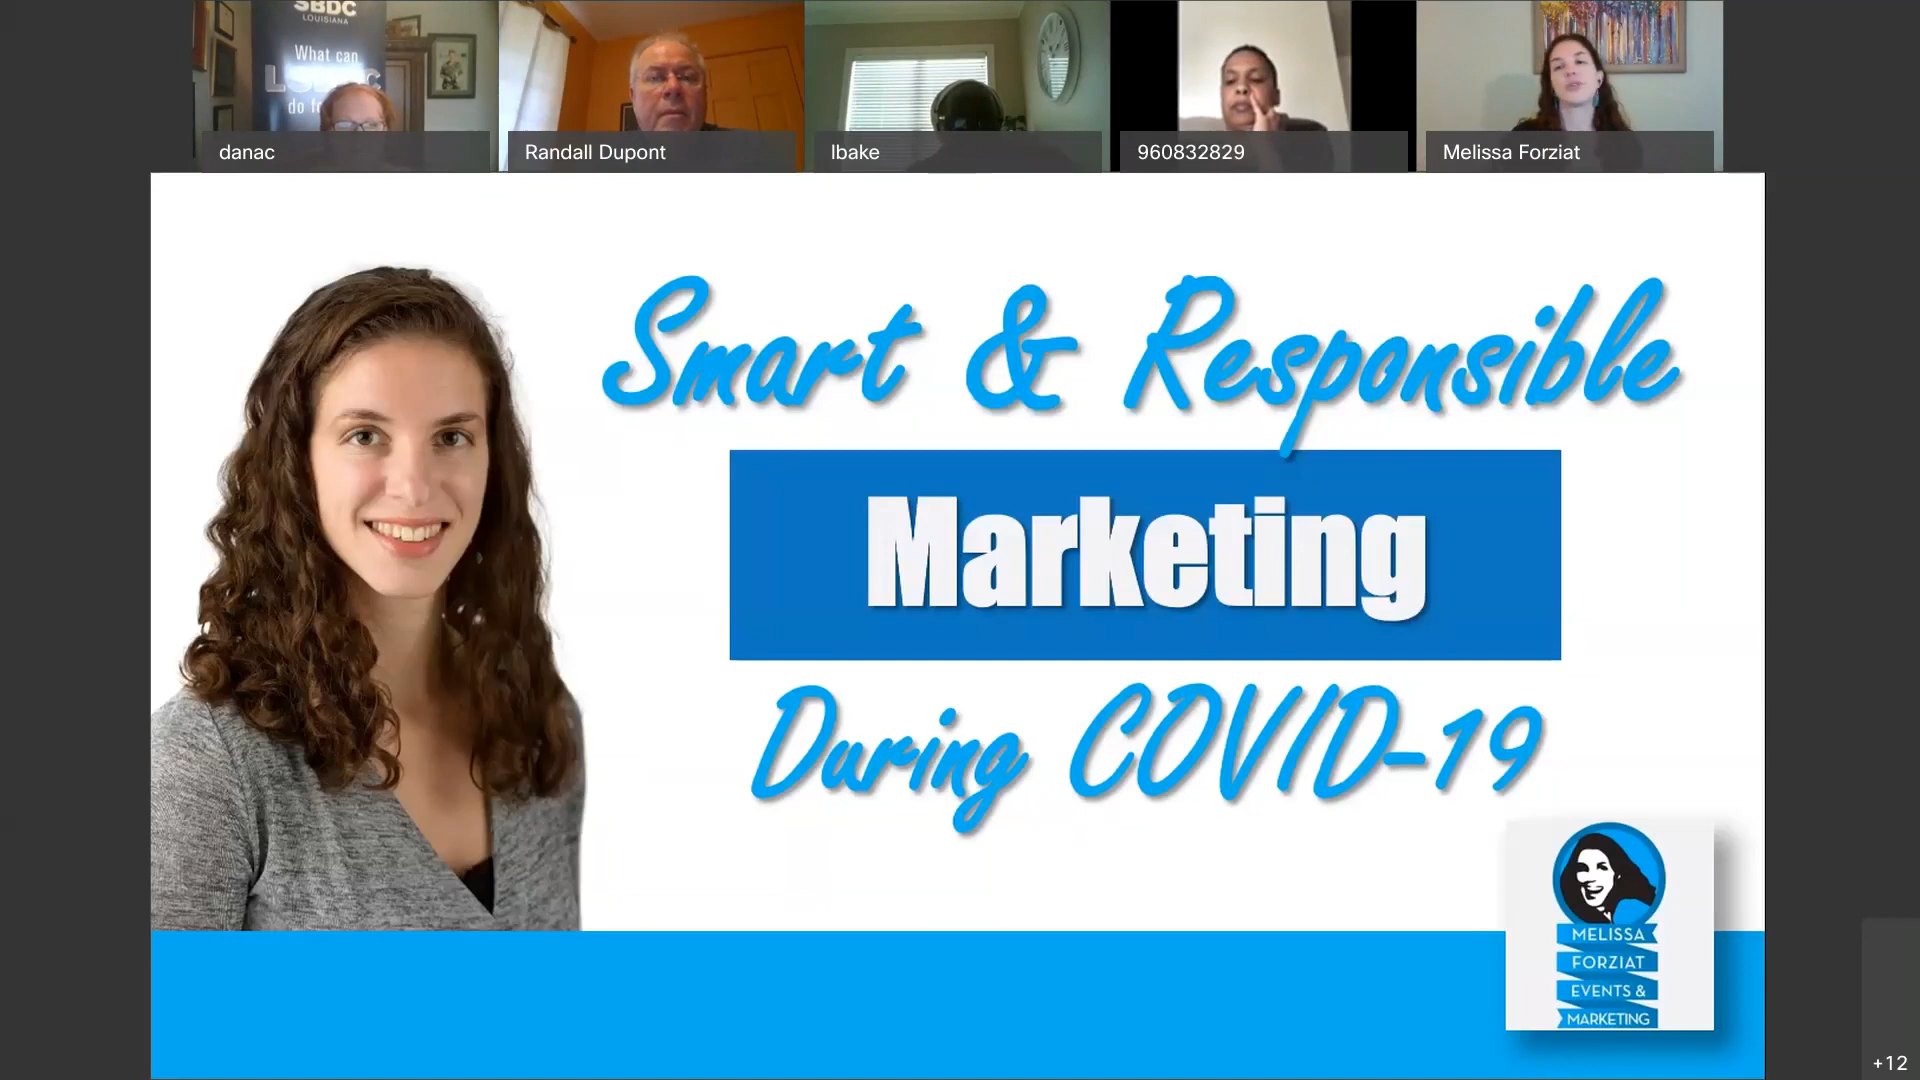 SBDC
LOUISIANA
What can
do
danac
Randall Dupont
lbake
960832829
Melissa Forziat
Smart & Responsible
Marketing
During COVID-19
MELISSA
FORZIAT
EVENTS &
MARKETING
+12